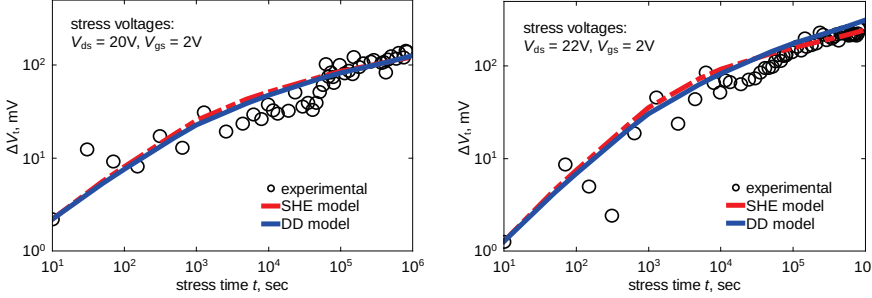 stress voltages:
V_ds = 20V, V_gs = 2V
ΔV_t, mV
10^2
10^1
10^0
experimental
SHE model
DD model
10^1 10^2 10^3 10^4 10^5 10^6
stress time t, sec
stress voltages:
V_ds = 22V, V_gs = 2V
ΔV_t, mV
10^2
10^1
10^0
experimental
SHE model
DD model
10^1 10^2 10^3 10^4 10^5 10
stress time t, sec